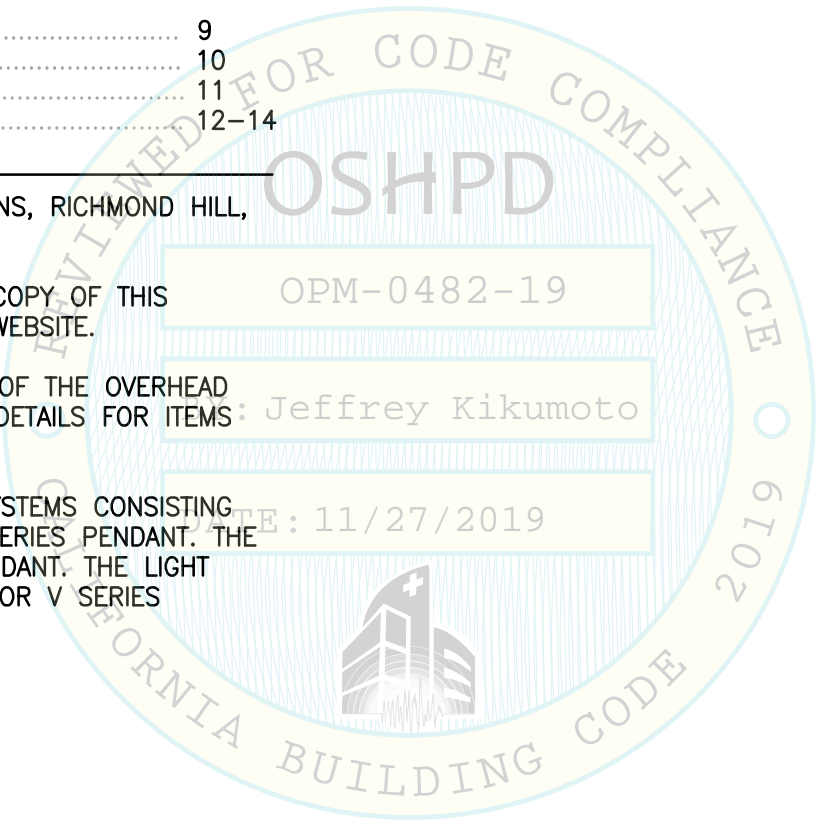 9
10
11
12-14
NS, RICHMOND HILL,
COPY OF THIS
WEBSITE.
OF THE OVERHEAD
DETAILS FOR ITEMS
YSTEMS CONSISTING
ERIES PENDANT. THE
DANT. THE LIGHT
OR V SERIES
REVIEWED FOR CODE COMPLIANCE
OSHPD
OPM-0482-19
BY: Jeffrey Kikumoto
DATE: 11/27/2019
CALIFORNIA BUILDING CODE 2019